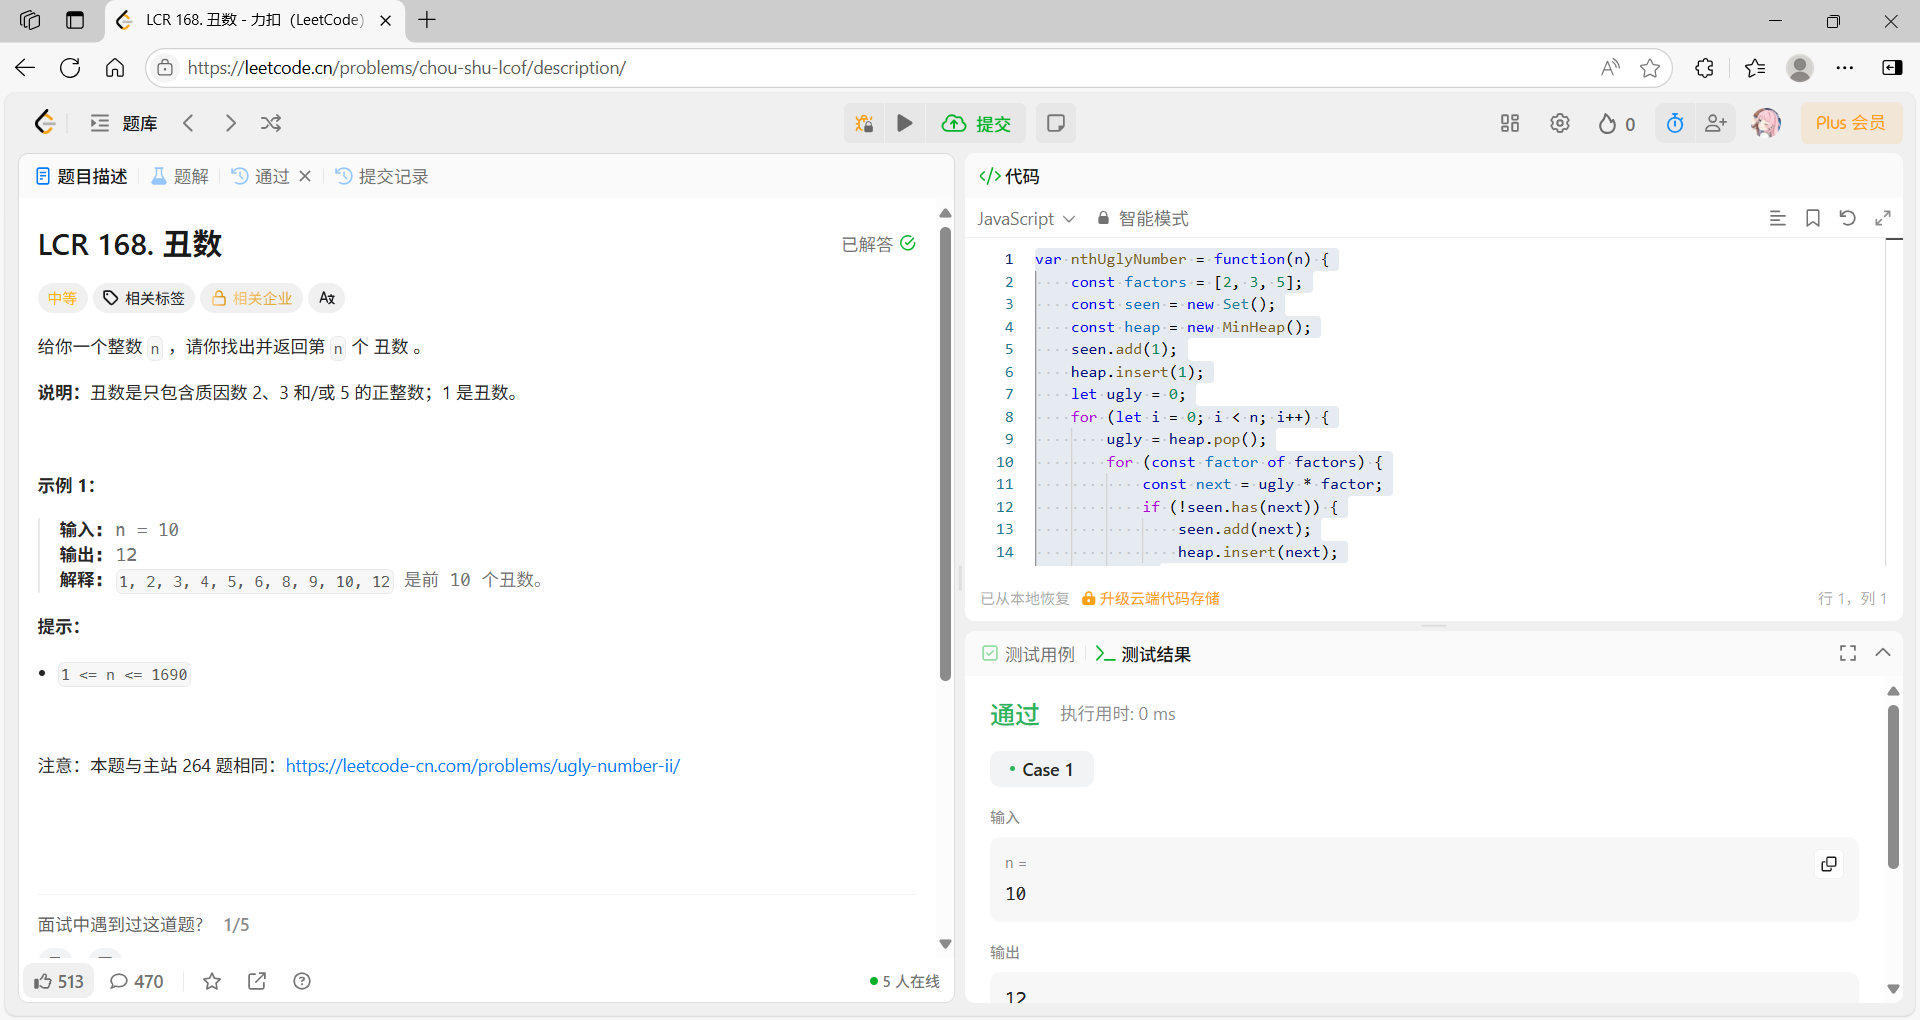 LCR 168. 丑数 - 力扣（LeetCode）
https://leetcode.cn/problems/chou-shu-lcof/description/
题库
提交
0
Plus 会员
题目描述
题解
通过
提交记录
LCR 168. 丑数
已解答
中等
相关标签
相关企业
给你一个整数 n ，请你找出并返回第 n 个 丑数 。
说明：丑数是只包含质因数 2、3 和/或 5 的正整数；1 是丑数。
示例 1：
输入：n = 10
输出：12
解释：1, 2, 3, 4, 5, 6, 8, 9, 10, 12 是前 10 个丑数。
提示：
1 <= n <= 1690
注意：本题与主站 264 题相同：https://leetcode-cn.com/problems/ugly-number-ii/
面试中遇到过这道题? 1/5
513
470
5 人在线
代码
JavaScript
智能模式
1 var nthUglyNumber = function(n) {
2 const factors = [2, 3, 5];
3 const seen = new Set();
4 const heap = new MinHeap();
5 seen.add(1);
6 heap.insert(1);
7 let ugly = 0;
8 for (let i = 0; i < n; i++) {
9 ugly = heap.pop();
10 for (const factor of factors) {
11 const next = ugly * factor;
12 if (!seen.has(next)) {
13 seen.add(next);
14 heap.insert(next);
已从本地恢复
升级云端代码存储
行 1，列 1
测试用例
测试结果
通过
执行用时: 0 ms
Case 1
输入
n =
10
输出
12